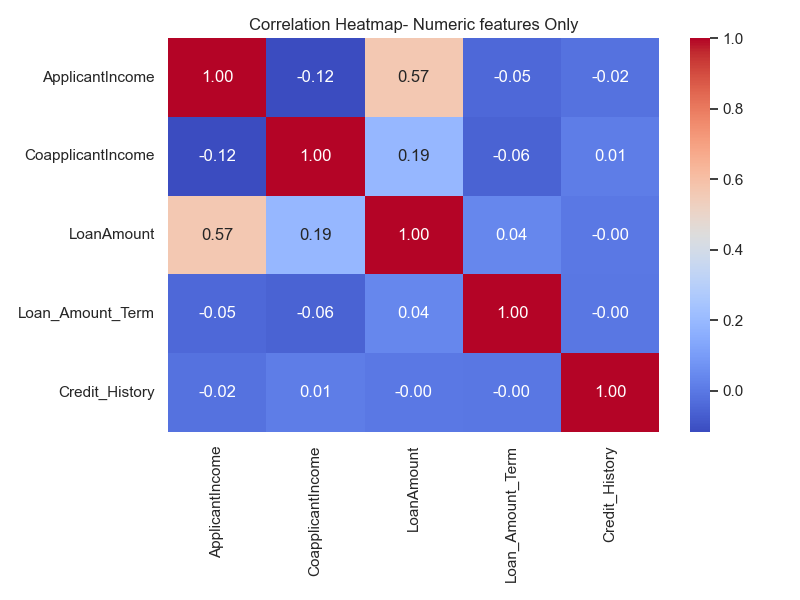 Correlation Heatmap- Numeric features Only
ApplicantIncome 1.00 -0.12 0.57 -0.05 -0.02
CoapplicantIncome -0.12 1.00 0.19 -0.06 0.01
LoanAmount 0.57 0.19 1.00 0.04 -0.00
Loan_Amount_Term -0.05 -0.06 0.04 1.00 -0.00
Credit_History -0.02 0.01 -0.00 -0.00 1.00
ApplicantIncome
CoapplicantIncome
LoanAmount
Loan_Amount_Term
Credit_History
1.0
0.8
0.6
0.4
0.2
0.0